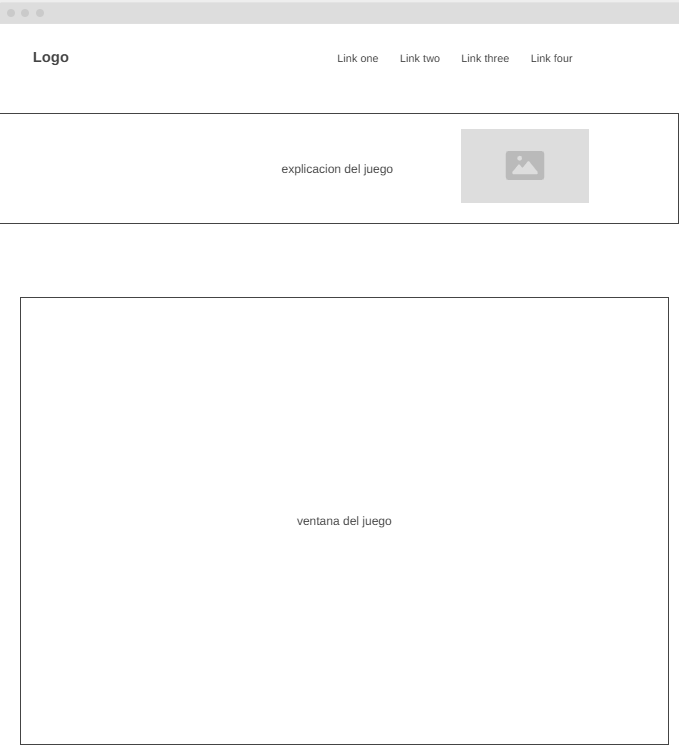 Logo
Link one Link two Link three Link four
explicacion del juego
ventana del juego